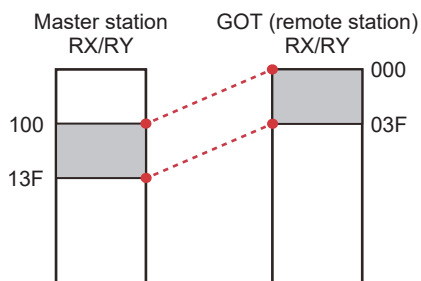 Master station
RX/RY
GOT (remote station)
RX/RY
000
100
03F
13F